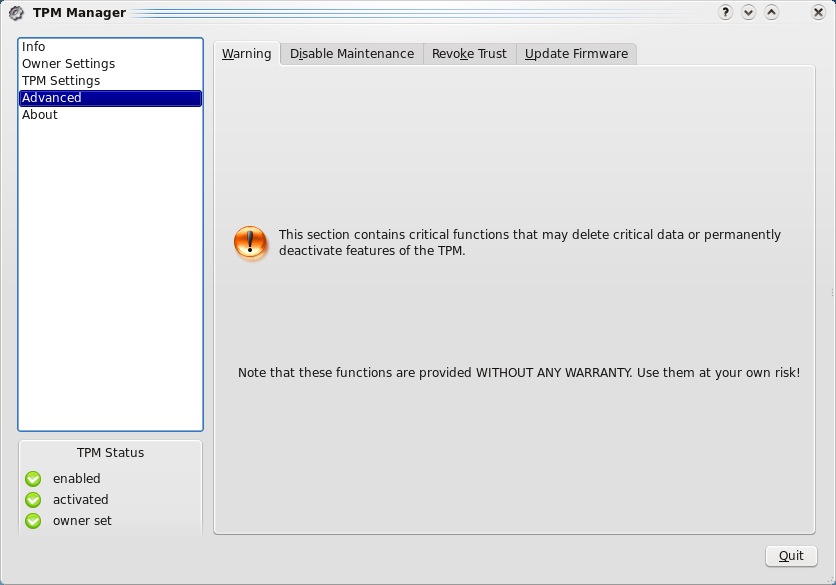 TPM Manager
?
Info
Owner Settings
TPM Settings
Advanced
About
Warning
Disable Maintenance
Revoke Trust
Update Firmware
This section contains critical functions that may delete critical data or permanently
deactivate features of the TPM.
Note that these functions are provided WITHOUT ANY WARRANTY. Use them at your own risk!
TPM Status
enabled
activated
owner set
Quit